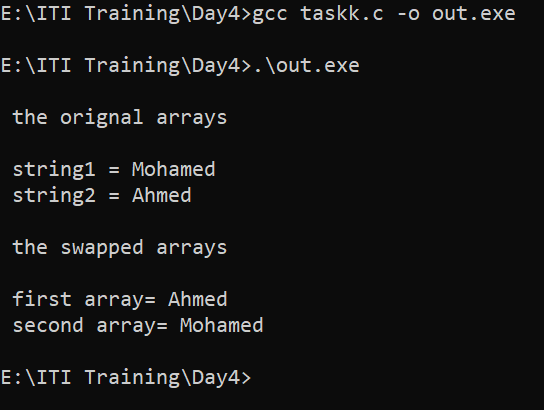 E:\ITI Training\Day4>gcc taskk.c -o out.exe
E:\ITI Training\Day4>.\out.exe
the orignal arrays
string1 = Mohamed
string2 = Ahmed
the swapped arrays
first array= Ahmed
second array= Mohamed
E:\ITI Training\Day4>